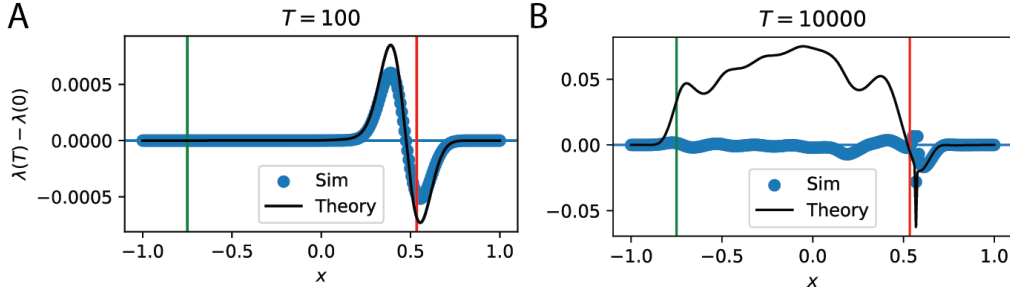 A
T = 100
λ(T) − λ(0)
0.0005
0.0000
−0.0005
Sim
Theory
−1.0 −0.5 0.0 0.5 1.0
x
B
T = 10000
0.05
0.00
−0.05
Sim
Theory
−1.0 −0.5 0.0 0.5 1.0
x